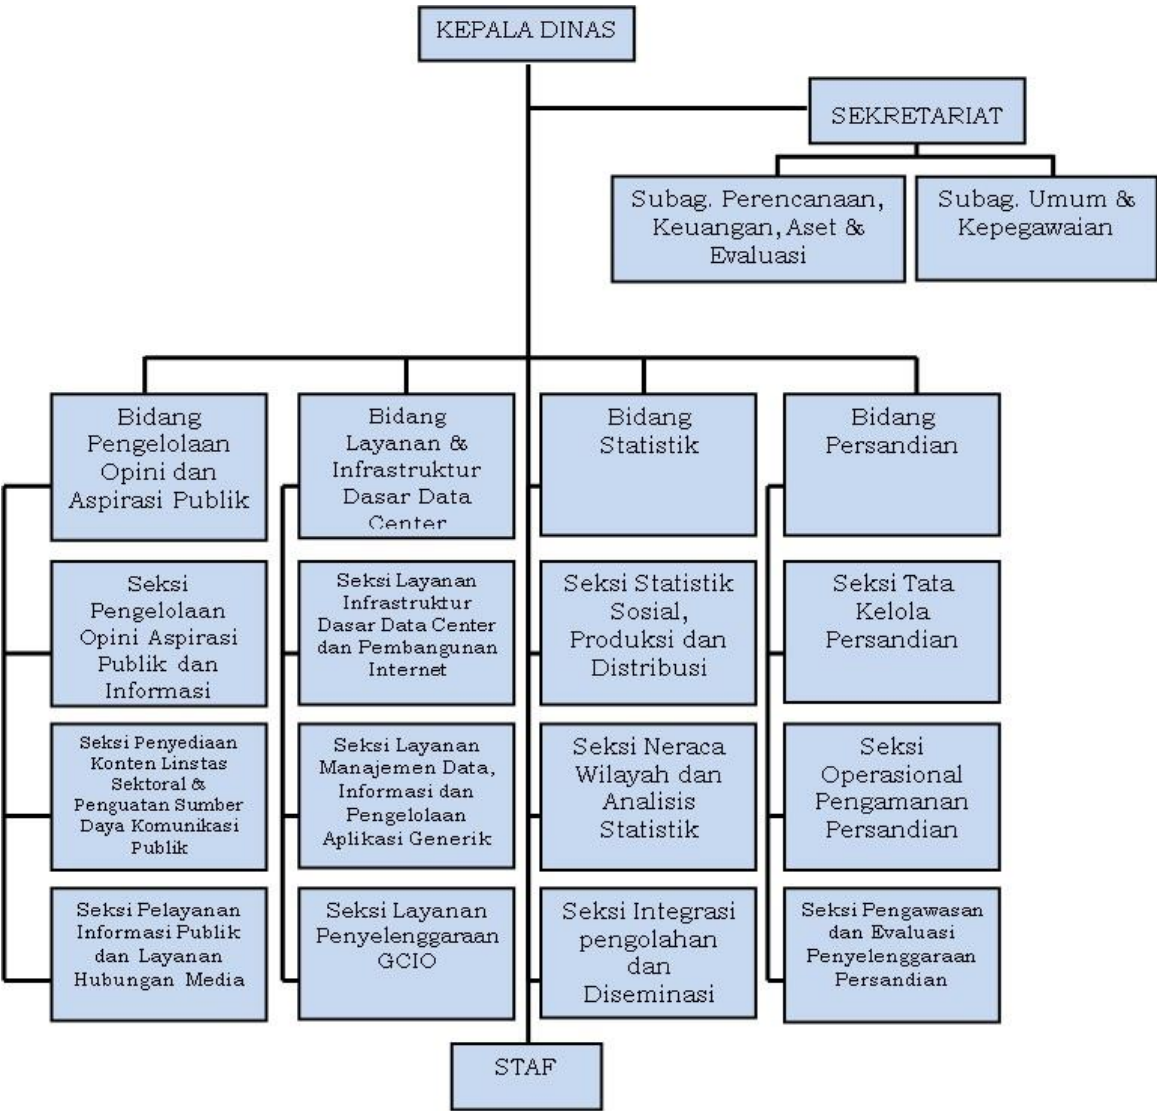 KEPALA DINAS
SEKRETARIAT
Subag. Perencanaan,
Keuangan, Aset &
Evaluasi
Subag. Umum &
Kepegawaian
Bidang
Pengelolaan
Opini dan
Aspirasi Publik
Bidang
Layanan &
Infrastruktur
Dasar Data
Center
Bidang
Statistik
Bidang
Persandian
Seksi
Pengelolaan
Opini Aspirasi
Publik dan
Informasi
Seksi Layanan
Infrastruktur
Dasar Data Center
dan Pembangunan
Internet
Seksi Statistik
Sosial,
Produksi dan
Distribusi
Seksi Tata
Kelola
Persandian
Seksi Penyediaan
Konten Linstas
Sektoral &
Penguatan Sumber
Daya Komunikasi
Publik
Seksi Layanan
Manajemen Data,
Informasi dan
Pengelolaan
Aplikasi Generik
Seksi Neraca
Wilayah dan
Analisis
Statistik
Seksi
Operasional
Pengamanan
Persandian
Seksi Pelayanan
Informasi Publik
dan Layanan
Hubungan Media
Seksi Layanan
Penyelenggaraan
GCIO
Seksi Integrasi
pengolahan
dan
Diseminasi
Seksi Pengawasan
dan Evaluasi
Penyelenggaraan
Persandian
STAF